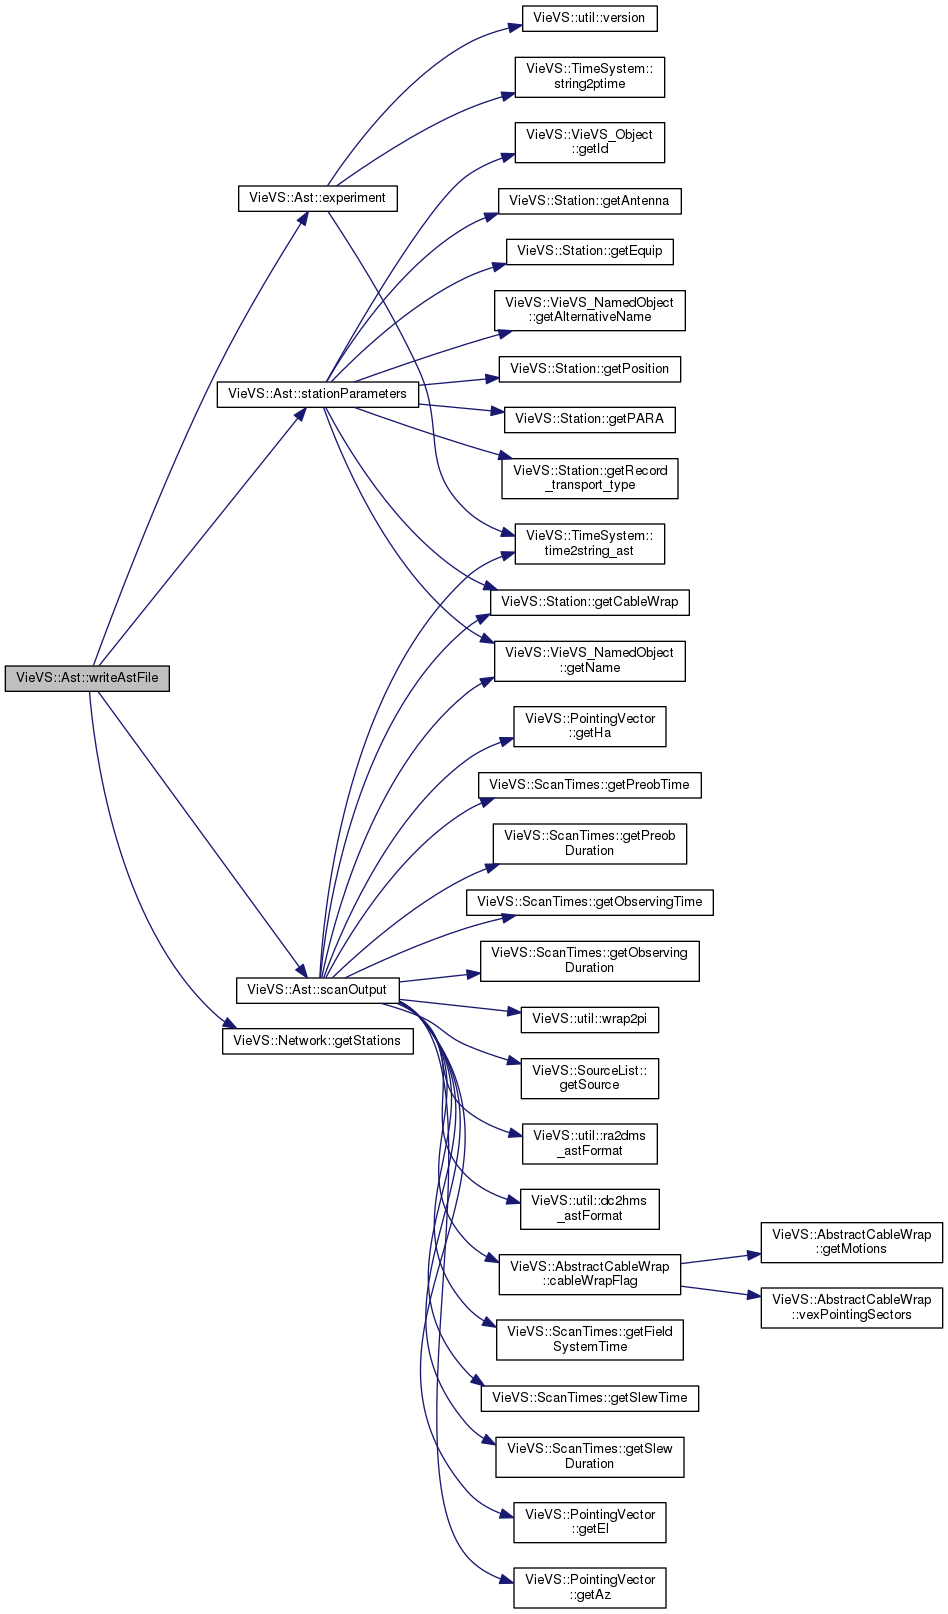 VieVS::util::version
VieVS::TimeSystem::
string2ptime
VieVS::VieVS_Object
::getId
VieVS::Ast::experiment
VieVS::Station::getAntenna
VieVS::Station::getEquip
VieVS::VieVS_NamedObject
::getAlternativeName
VieVS::Station::getPosition
VieVS::Ast::stationParameters
VieVS::Station::getPARA
VieVS::Station::getRecord
_transport_type
VieVS::TimeSystem::
time2string_ast
VieVS::Station::getCableWrap
VieVS::VieVS_NamedObject
::getName
VieVS::Ast::writeAstFile
VieVS::PointingVector
::getHa
VieVS::ScanTimes::getPreobTime
VieVS::ScanTimes::getPreob
Duration
VieVS::ScanTimes::getObservingTime
VieVS::ScanTimes::getObserving
Duration
VieVS::Ast::scanOutput
VieVS::util::wrap2pi
VieVS::Network::getStations
VieVS::SourceList::
getSource
VieVS::util::ra2dms
_astFormat
VieVS::util::dc2hms
_astFormat
VieVS::AbstractCableWrap
::getMotions
VieVS::AbstractCableWrap
::cableWrapFlag
VieVS::AbstractCableWrap
::vexPointingSectors
VieVS::ScanTimes::getField
SystemTime
VieVS::ScanTimes::getSlewTime
VieVS::ScanTimes::getSlew
Duration
VieVS::PointingVector
::getEl
VieVS::PointingVector
::getAz